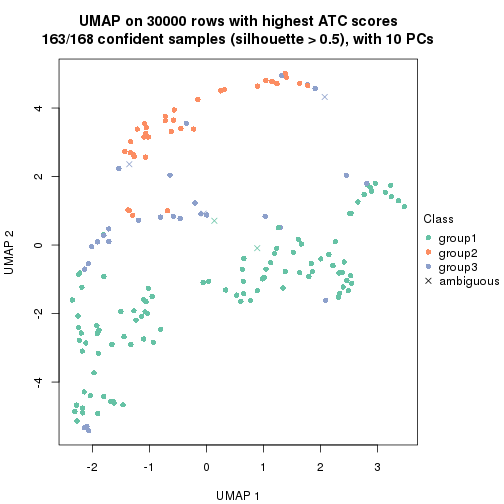 UMAP on 30000 rows with highest ATC scores
163/168 confident samples (silhouette > 0.5), with 10 PCs
4
2
0
-2
-4
UMAP 2
-2
-1
0
1
2
3
UMAP 1
Class
group1
group2
group3
ambiguous